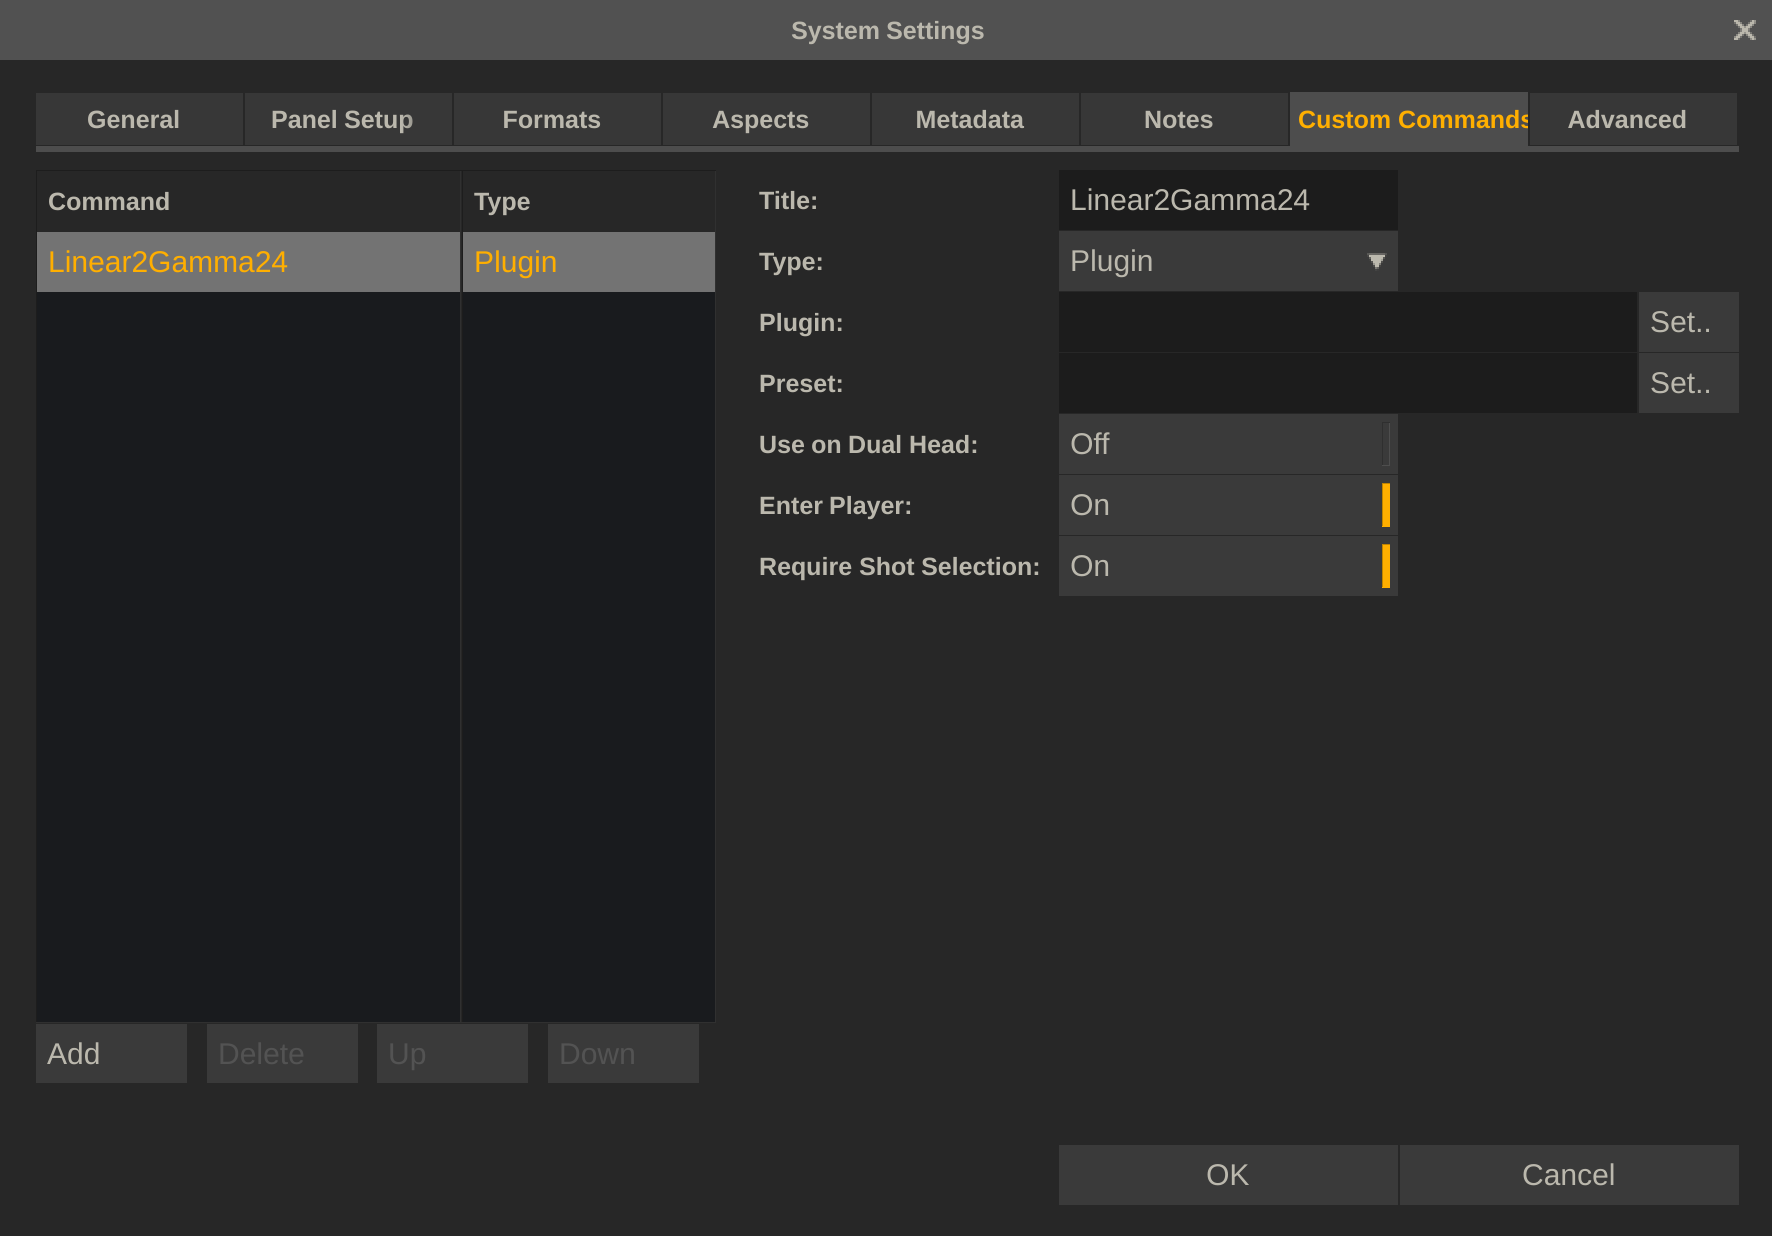 System Settings
General Panel Setup Formats Aspects Metadata Notes Custom Commands Advanced
Command Type
Linear2Gamma24 Plugin
Title: Linear2Gamma24
Type: Plugin
Plugin: Set..
Preset: Set..
Use on Dual Head: Off
Enter Player: On
Require Shot Selection: On
Add Delete Up Down
OK Cancel